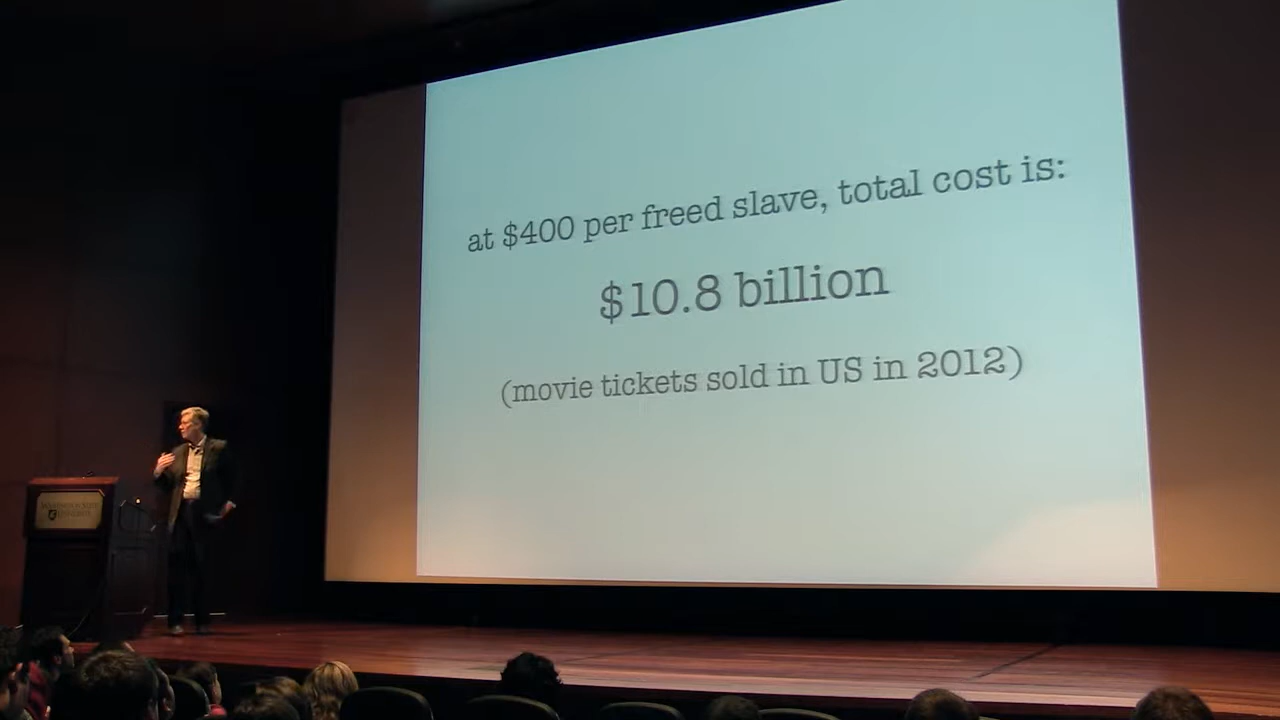 at $400 per freed slave, total cost is:
$10.8 billion
(movie tickets sold in US in 2012)